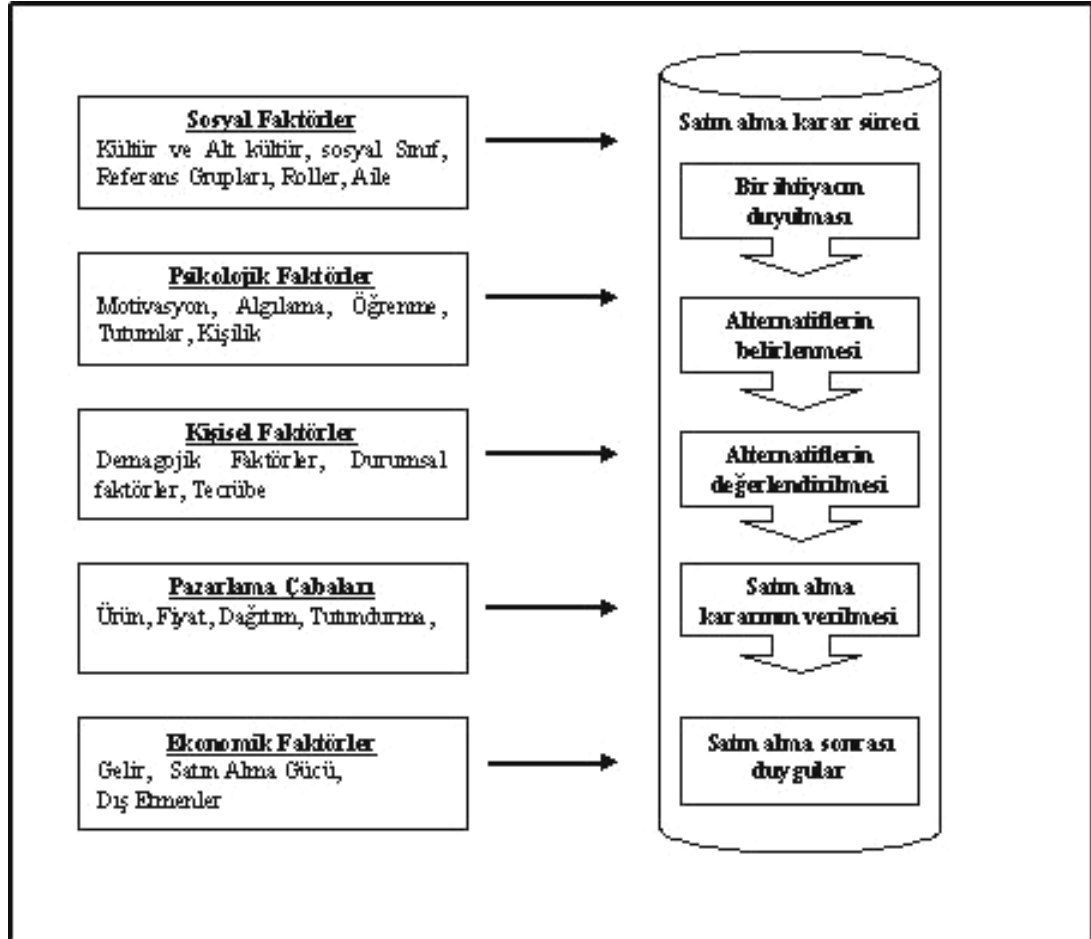 Sosyal Faktörler
Kültür ve Alt kültür, sosyal Sınıf,
Referans Grupları, Roller, Aile
Psikolojik Faktörler
Motivasyon, Algılama, Öğrenme,
Tutumlar, Kişilik
Kişisel Faktörler
Demagojik Faktörler, Durumsal
faktörler, Tecrübe
Pazarlama Çabaları
Ürün, Fiyat, Dağıtım, Tutundurma,
Ekonomik Faktörler
Gelir, Satın Alma Gücü,
Dış Etmenler
Satın alma karar süreci
Bir ihtiyacın
duyulması
Alternatiflerin
belirlenmesi
Alternatiflerin
değerlendirilmesi
Satın alma
kararının verilmesi
Satın alma sonrası
duygular